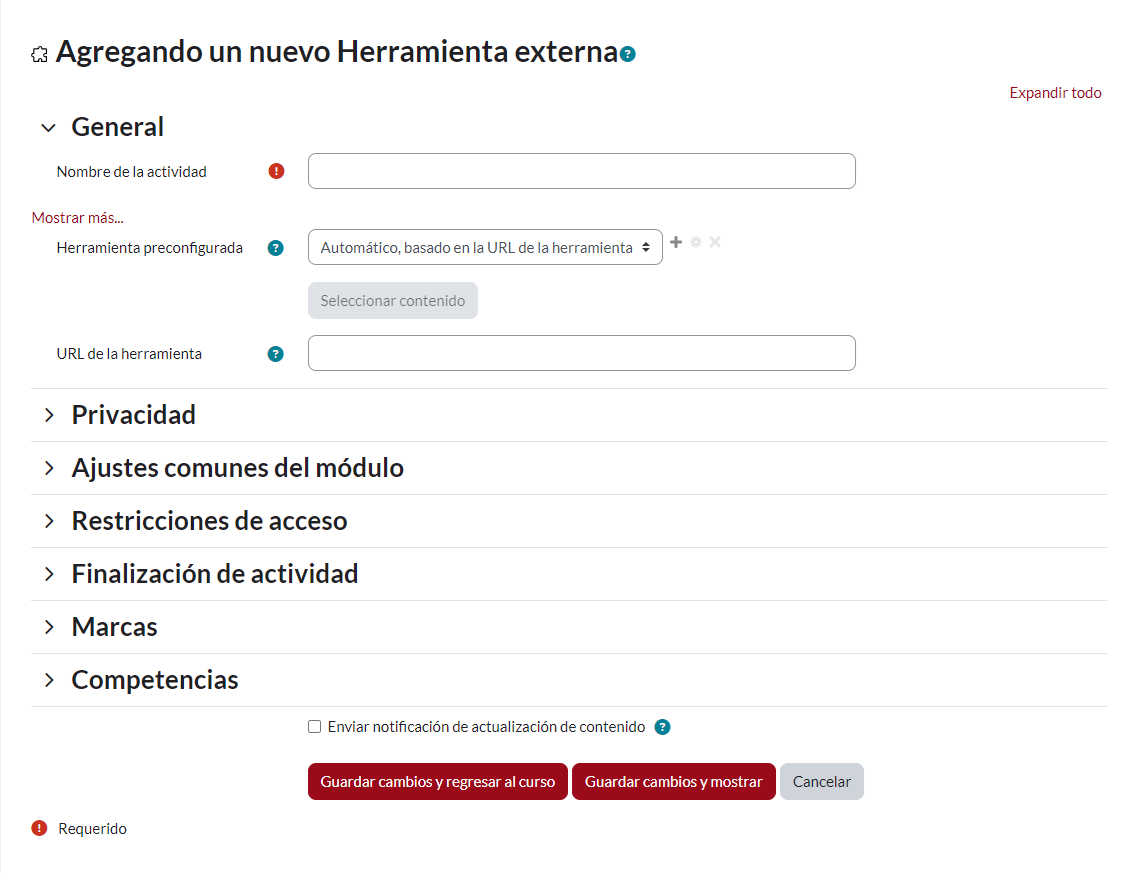 Agregando un nuevo Herramienta externa
Expandir todo
General
Nombre de la actividad
Mostrar más...
Herramienta preconfigurada
Automático, basado en la URL de la herramienta
Seleccionar contenido
URL de la herramienta
Privacidad
Ajustes comunes del módulo
Restricciones de acceso
Finalización de actividad
Marcas
Competencias
Enviar notificación de actualización de contenido
Guardar cambios y regresar al curso Guardar cambios y mostrar Cancelar
Requerido